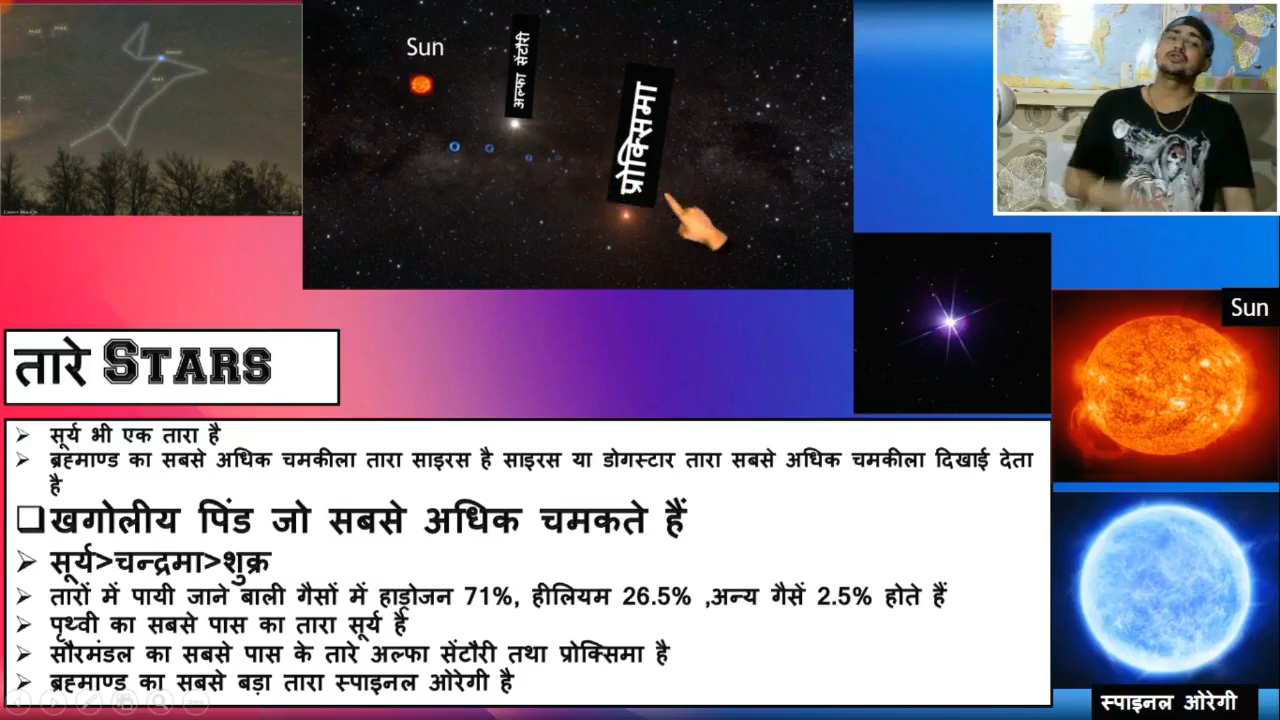 Sun
अल्फा सेंटौरी
प्रोक्सिमा
Sun
तारे STARS
सूर्य भी एक तारा है
ब्रह्माण्ड का सबसे अधिक चमकीला तारा साइरस है साइरस या डोगस्टार तारा सबसे अधिक चमकीला दिखाई देता
है
खगोलीय पिंड जो सबसे अधिक चमकते हैं
सूर्य>चन्द्रमा>शुक्र
तारों में पायी जाने बाली गैसों में हाड्रोजन 71%, हीलियम 26.5% ,अन्य गैसें 2.5% होते हैं
पृथ्वी का सबसे पास का तारा सूर्य है
सौरमंडल का सबसे पास के तारे अल्फा सेंटौरी तथा प्रोक्सिमा है
ब्रह्माण्ड का सबसे बड़ा तारा स्पाइनल ओरेगी है
स्पाइनल ओरेगी